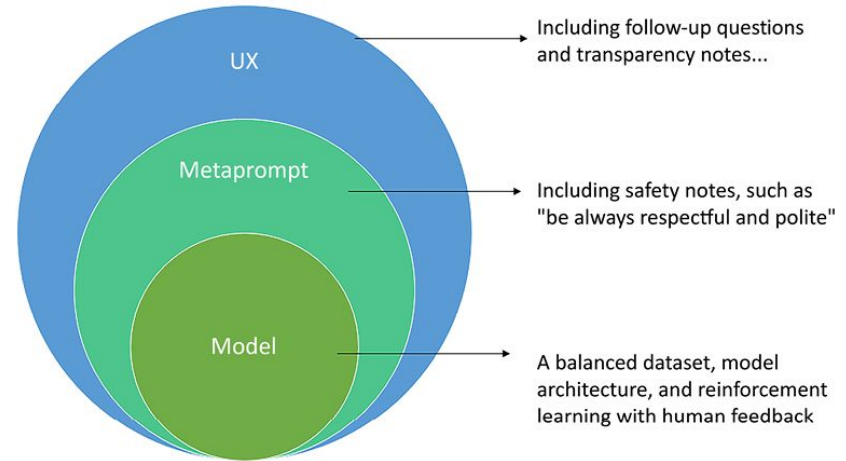 UX
Including follow-up questions
and transparency notes...
Metaprompt
Including safety notes, such as
"be always respectful and polite"
Model
A balanced dataset, model
architecture, and reinforcement
learning with human feedback